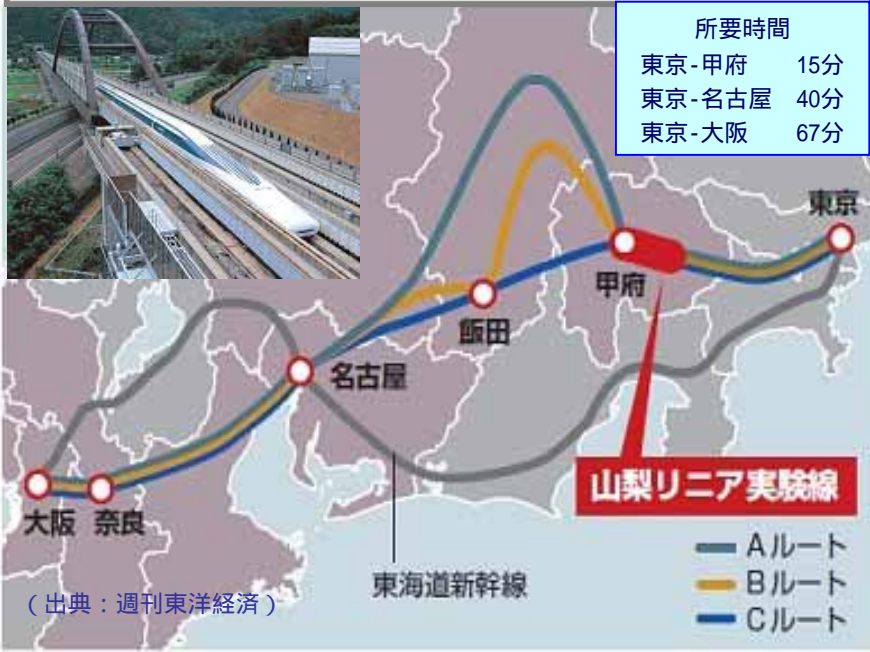 所要時間
東京-甲府 15分
東京-名古屋 40分
東京-大阪 67分
東京
甲府
飯田
名古屋
山梨リニア実験線
大阪 奈良
Aルート
東海道新幹線
Bルート
(出典:週刊東洋経済)
Cルート